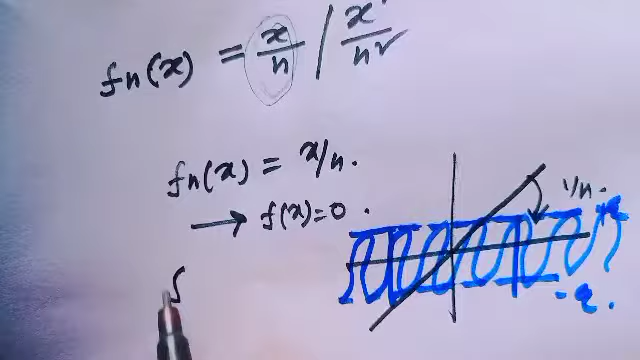 fn(x) = x/n / x/n²
fn(x) = x/n.
→ f(x)=0.
1/n.
+ε
-ε.